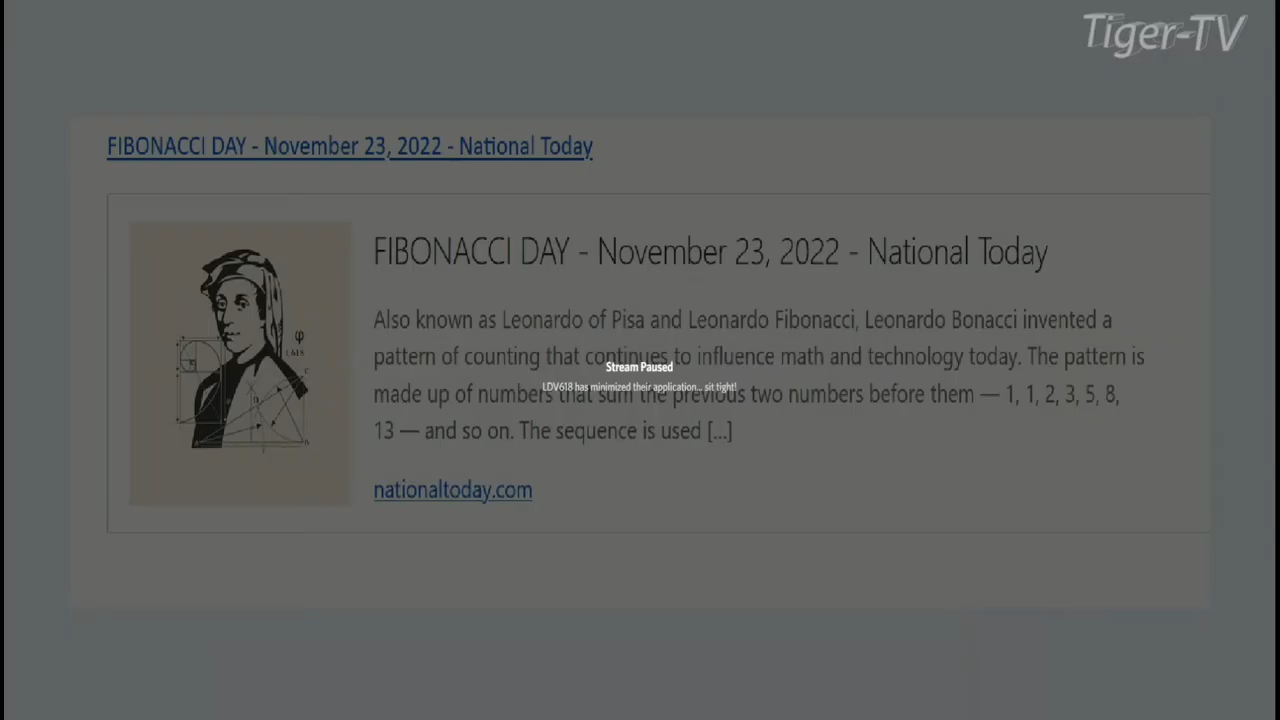 Tiger-TV
FIBONACCI DAY - November 23, 2022 - National Today
FIBONACCI DAY - November 23, 2022 - National Today
Also known as Leonardo of Pisa and Leonardo Fibonacci, Leonardo Bonacci invented a
pattern of counting that continues to influence math and technology today. The pattern is
Stream Paused
LDV618 has minimized their application... sit tight!
made up of numbers that sum the previous two numbers before them — 1, 1, 2, 3, 5, 8,
13 — and so on. The sequence is used [...]
nationaltoday.com
φ
1.618